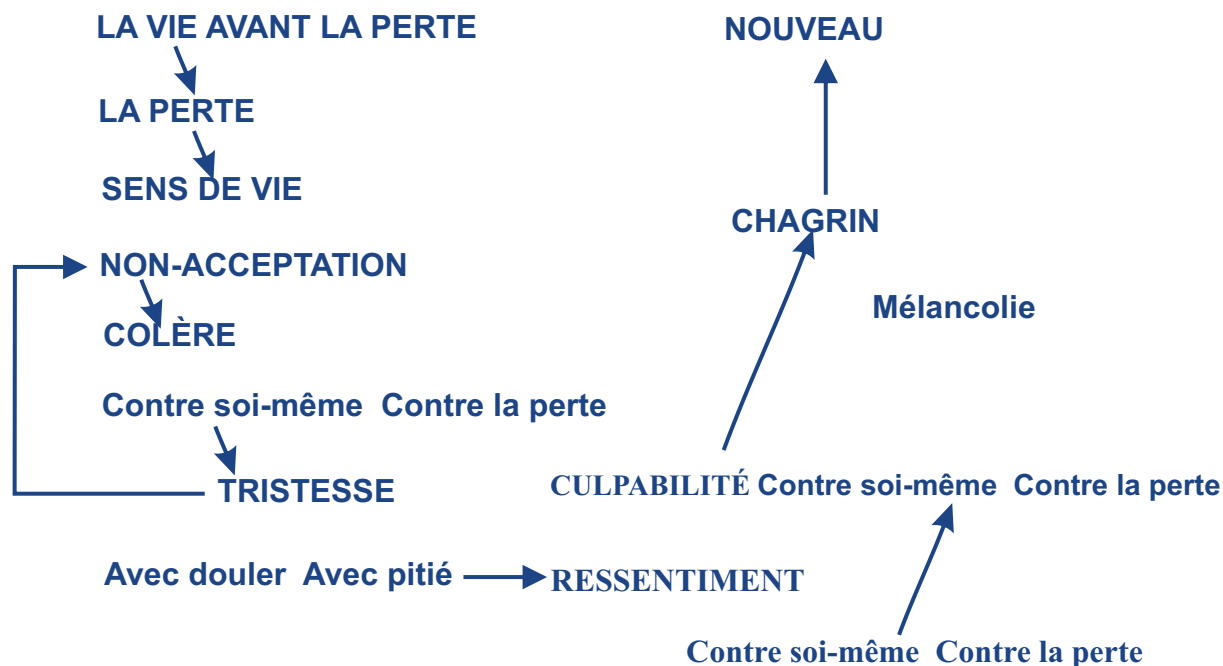 LA VIE AVANT LA PERTE
LA PERTE
SENS DE VIE
NON-ACCEPTATION
COLÈRE
Contre soi-même Contre la perte
TRISTESSE
Avec douler Avec pitié
RESSENTIMENT
Contre soi-même Contre la perte
CULPABILITÉ Contre soi-même Contre la perte
Mélancolie
CHAGRIN
NOUVEAU